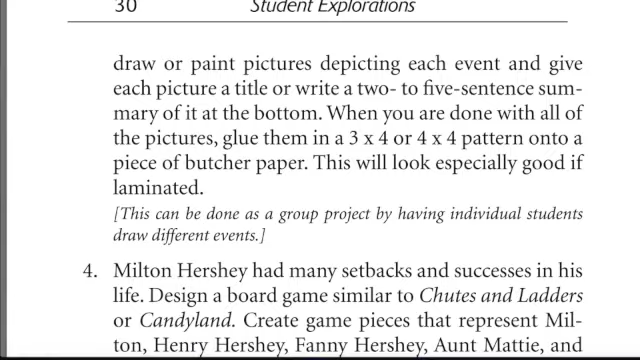 30 Student Explorations
draw or paint pictures depicting each event and give
each picture a title or write a two- to five-sentence sum-
mary of it at the bottom. When you are done with all of
the pictures, glue them in a 3 x 4 or 4 x 4 pattern onto a
piece of butcher paper. This will look especially good if
laminated.
[This can be done as a group project by having individual students
draw different events.]
4. Milton Hershey had many setbacks and successes in his
life. Design a board game similar to Chutes and Ladders
or Candyland. Create game pieces that represent Mil-
ton, Henry Hershey, Fanny Hershey, Aunt Mattie, and